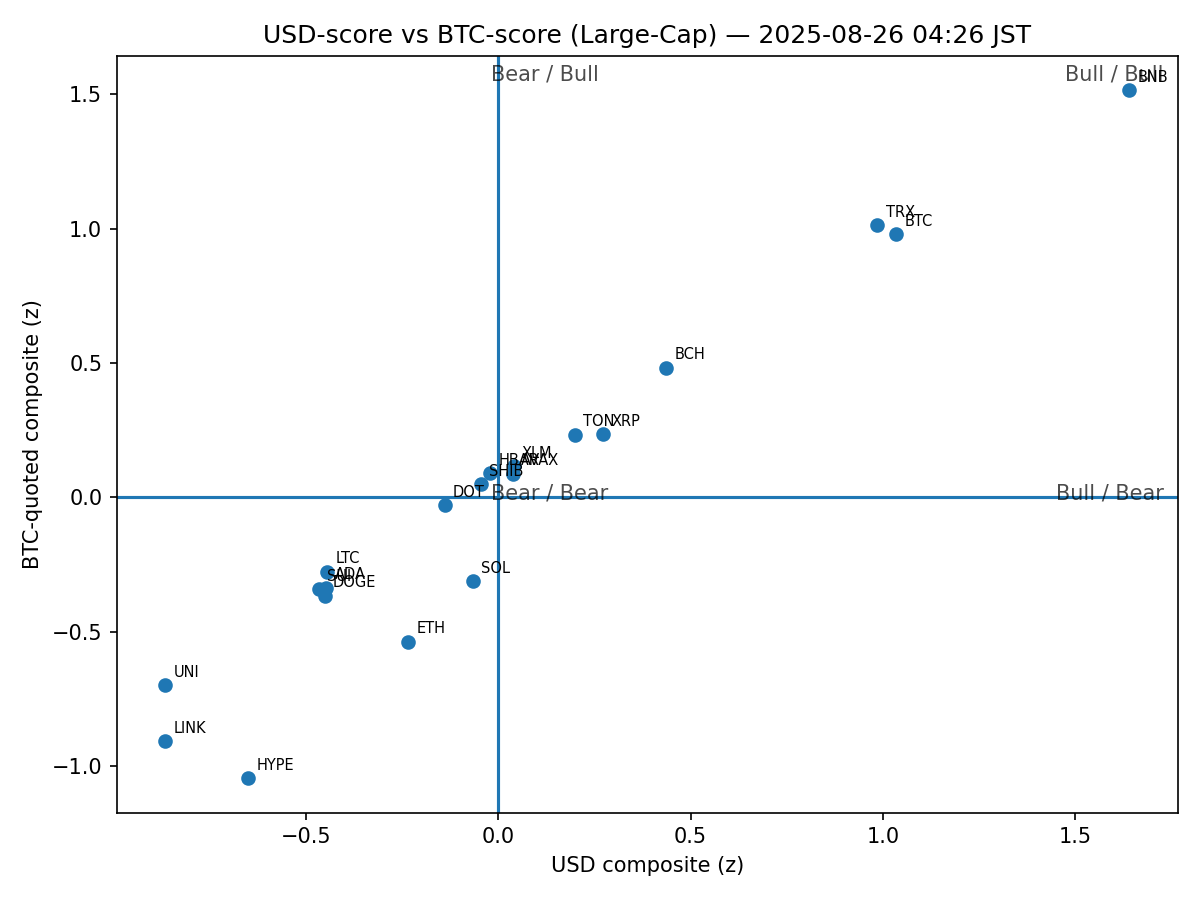 USD-score vs BTC-score (Large-Cap) — 2025-08-26 04:26 JST
Bear / Bull
Bull / Bull
BNB
1.5
TRX
BTC
1.0
BCH
0.5
TON
XRP
XLM
HBAR
AVAX
SHIB
DOT
Bear / Bear
Bull / Bear
0.0
LTC
SUI
ADA
DOGE
SOL
ETH
−0.5
UNI
LINK
HYPE
−1.0
−0.5
0.0
0.5
1.0
1.5
USD composite (z)
BTC-quoted composite (z)